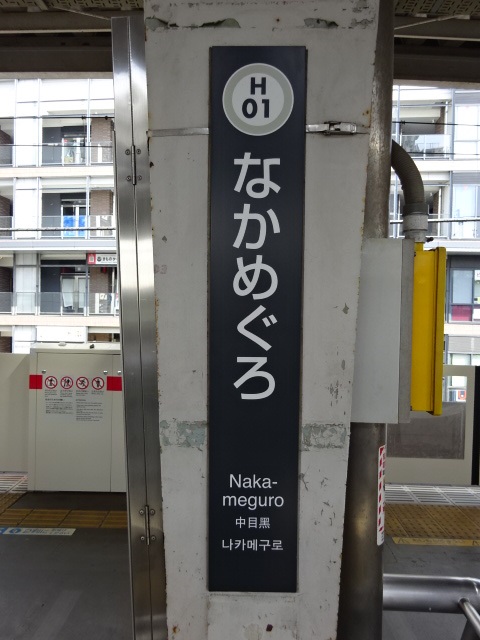 H
01
なかめぐろ
Naka-
meguro
中目黒
나카메구로